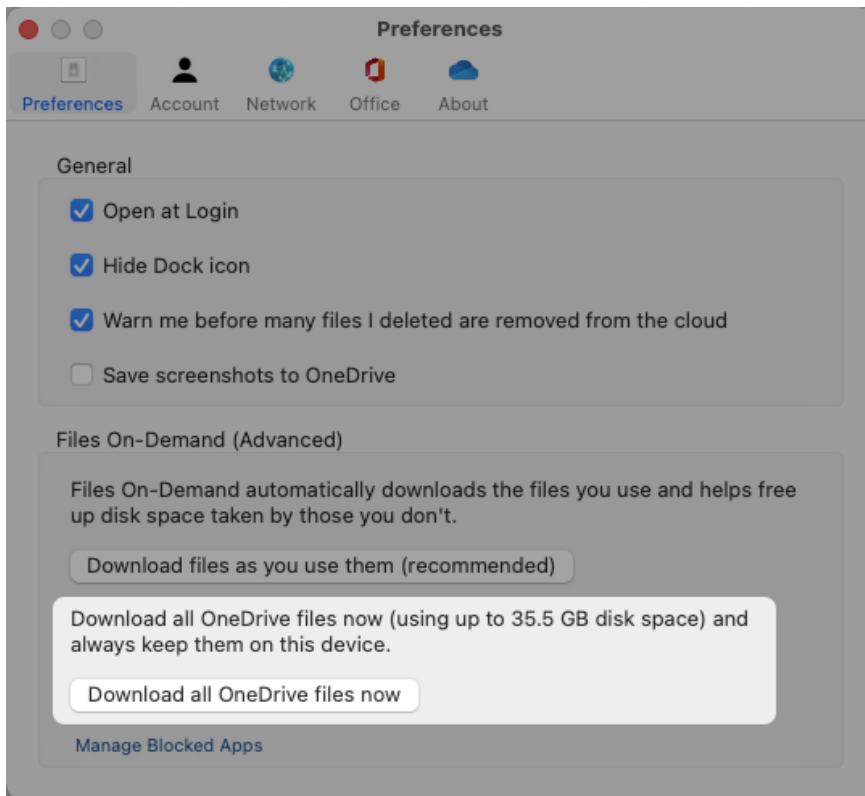 Preferences
Preferences
Account
Network
Office
About
General
Open at Login
Hide Dock icon
Warn me before many files I deleted are removed from the cloud
Save screenshots to OneDrive
Files On-Demand (Advanced)
Files On-Demand automatically downloads the files you use and helps free
up disk space taken by those you don't.
Download files as you use them (recommended)
Download all OneDrive files now (using up to 35.5 GB disk space) and
always keep them on this device.
Download all OneDrive files now
Manage Blocked Apps